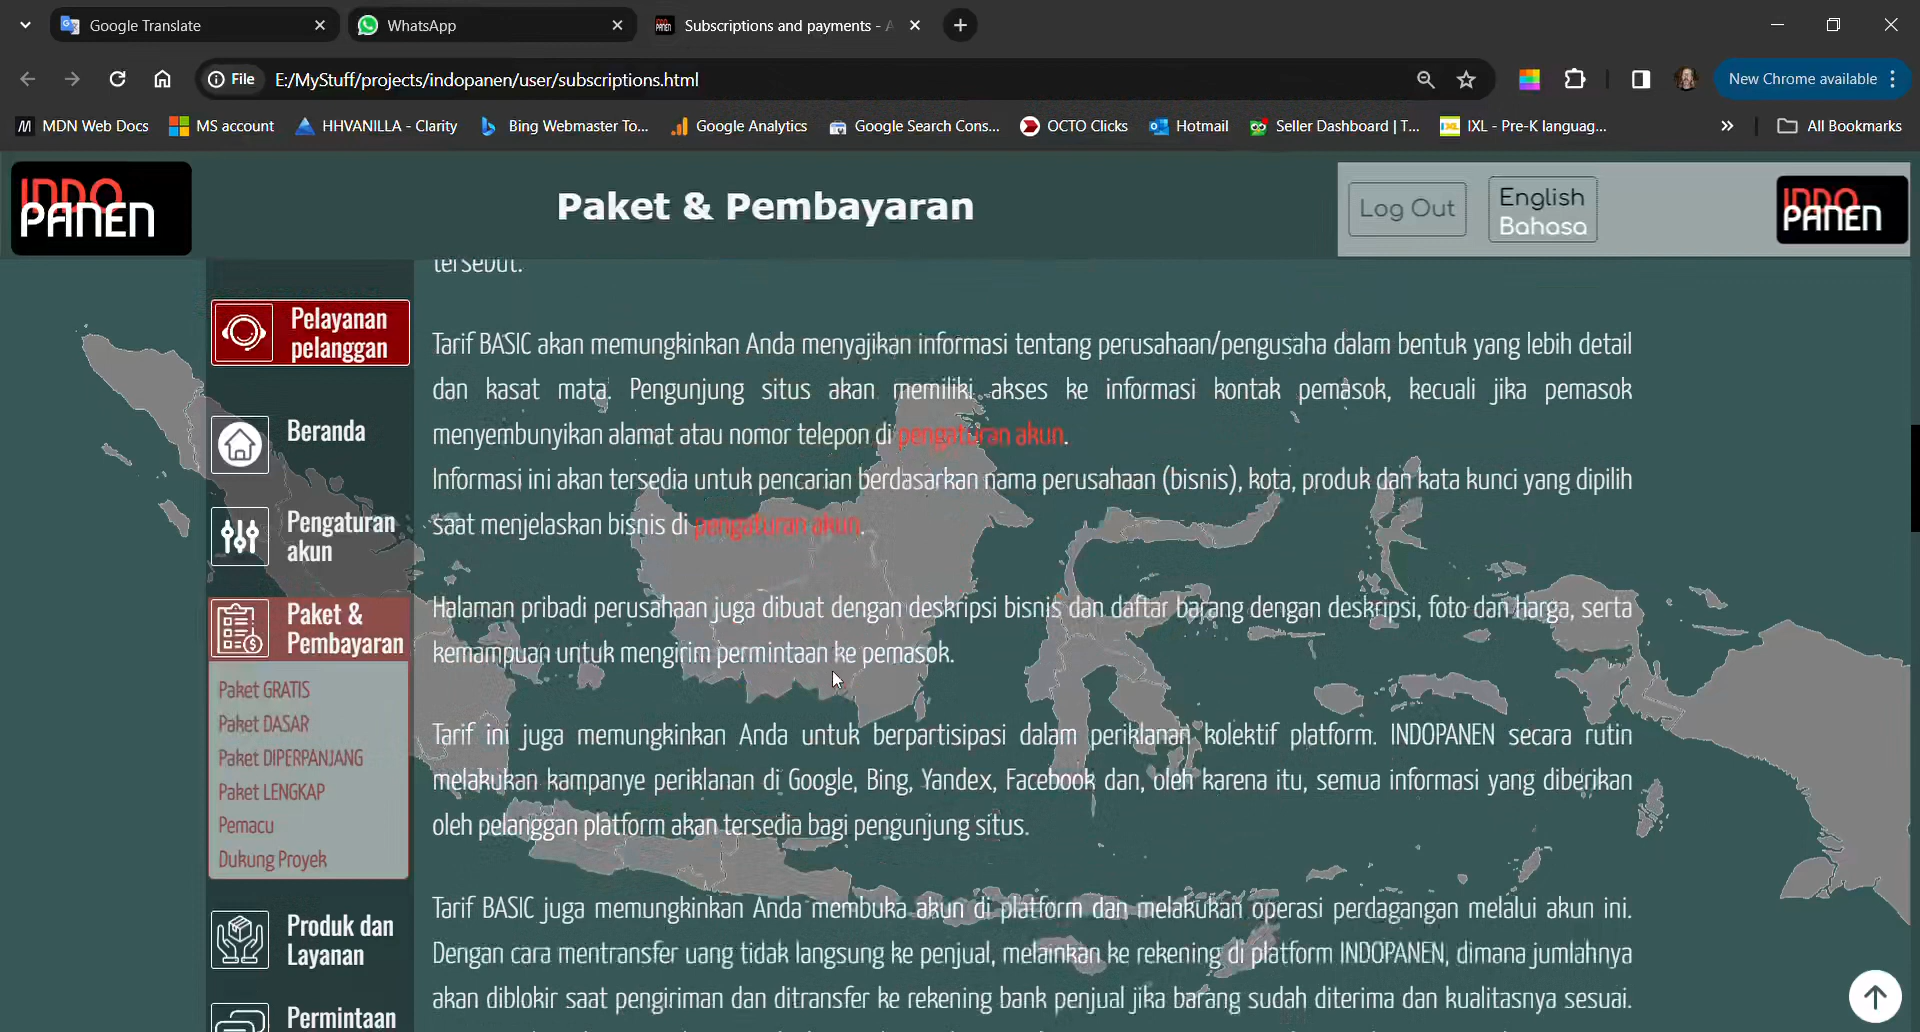 Google Translate
WhatsApp
Subscriptions and payments - A
File
E:/MyStuff/projects/indopanen/user/subscriptions.html
New Chrome available
MDN Web Docs
MS account
HHVANILLA - Clarity
Bing Webmaster To...
Google Analytics
Google Search Cons...
OCTO Clicks
Hotmail
Seller Dashboard | T...
IXL - Pre-K languag...
All Bookmarks
INDO
PANEN
Paket & Pembayaran
Log Out
English
Bahasa
INDO
PANEN
Pelayanan
pelanggan
Beranda
Pengaturan
akun
Paket &
Pembayaran
Paket GRATIS
Paket DASAR
Paket DIPERPANJANG
Paket LENGKAP
Pemacu
Dukung Proyek
Produk dan
Layanan
Permintaan
tersebut.
Tarif BASIC akan memungkinkan Anda menyajikan informasi tentang perusahaan/pengusaha dalam bentuk yang lebih detail
dan kasat mata. Pengunjung situs akan memiliki akses ke informasi kontak pemasok, kecuali jika pemasok
menyembunyikan alamat atau nomor telepon di pengaturan akun.
Informasi ini akan tersedia untuk pencarian berdasarkan nama perusahaan (bisnis), kota, produk dan kata kunci yang dipilih
saat menjelaskan bisnis di pengaturan akun.
Halaman pribadi perusahaan juga dibuat dengan deskripsi bisnis dan daftar barang dengan deskripsi, foto dan harga, serta
kemampuan untuk mengirim permintaan ke pemasok.
Tarif ini juga memungkinkan Anda untuk berpartisipasi dalam periklanan kolektif platform. INDOPANEN secara rutin
melakukan kampanye periklanan di Google, Bing, Yandex, Facebook dan, oleh karena itu, semua informasi yang diberikan
oleh pelanggan platform akan tersedia bagi pengunjung situs.
Tarif BASIC juga memungkinkan Anda membuka akun di platform dan melakukan operasi perdagangan melalui akun ini.
Dengan cara mentransfer uang tidak langsung ke penjual, melainkan ke rekening di platform INDOPANEN, dimana jumlahnya
akan diblokir saat pengiriman dan ditransfer ke rekening bank penjual jika barang sudah diterima dan kualitasnya sesuai.